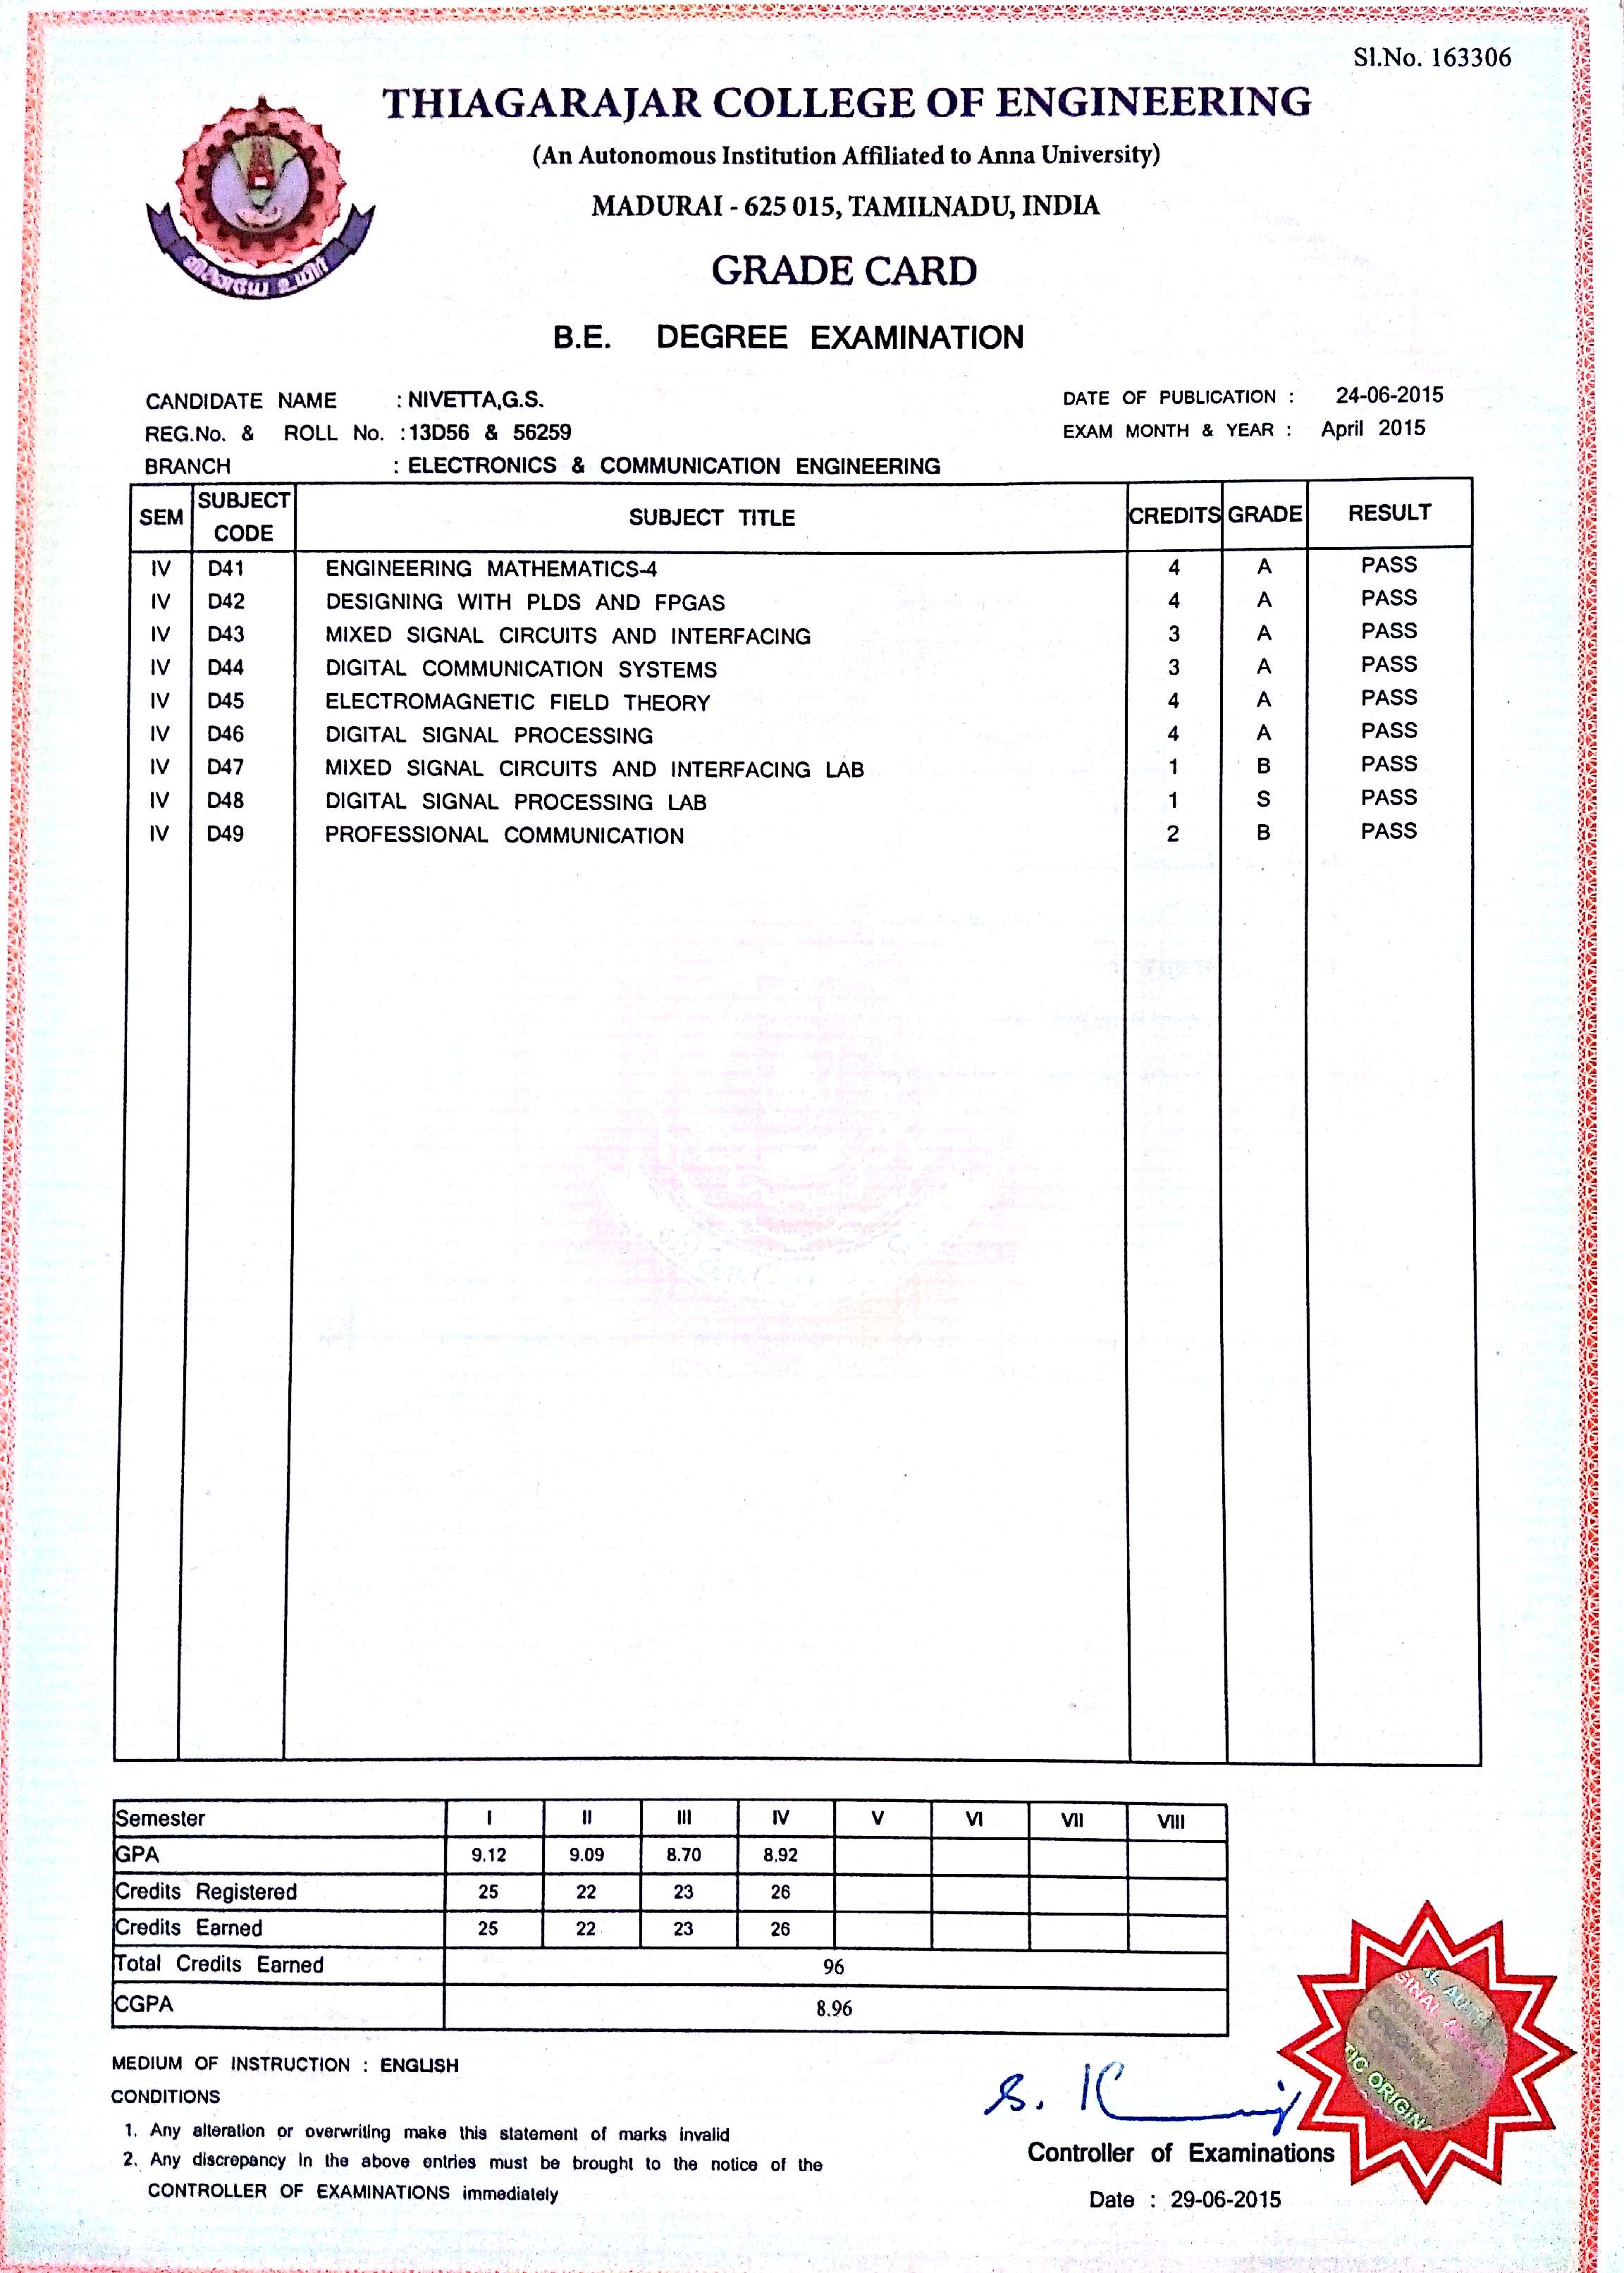 Sl.No. 163306
THIAGARAJAR COLLEGE OF ENGINEERING
(An Autonomous Institution Affiliated to Anna University)
MADURAI - 625 015, TAMILNADU, INDIA
GRADE CARD
B.E. DEGREE EXAMINATION
CANDIDATE NAME : NIVETTA,G.S. DATE OF PUBLICATION : 24-06-2015
REG.No. & ROLL No. :13D56 & 56259 EXAM MONTH & YEAR : April 2015
BRANCH : ELECTRONICS & COMMUNICATION ENGINEERING
SEM SUBJECT CODE SUBJECT TITLE CREDITS GRADE RESULT
IV D41 ENGINEERING MATHEMATICS-4 4 A PASS
IV D42 DESIGNING WITH PLDS AND FPGAS 4 A PASS
IV D43 MIXED SIGNAL CIRCUITS AND INTERFACING 3 A PASS
IV D44 DIGITAL COMMUNICATION SYSTEMS 3 A PASS
IV D45 ELECTROMAGNETIC FIELD THEORY 4 A PASS
IV D46 DIGITAL SIGNAL PROCESSING 4 A PASS
IV D47 MIXED SIGNAL CIRCUITS AND INTERFACING LAB 1 B PASS
IV D48 DIGITAL SIGNAL PROCESSING LAB 1 S PASS
IV D49 PROFESSIONAL COMMUNICATION 2 B PASS
Semester I II III IV V VI VII VIII
GPA 9.12 9.09 8.70 8.92
Credits Registered 25 22 23 26
Credits Earned 25 22 23 26
Total Credits Earned 96
CGPA 8.96
MEDIUM OF INSTRUCTION : ENGLISH
CONDITIONS
1. Any alteration or overwriting make this statement of marks invalid
2. Any discrepancy in the above entries must be brought to the notice of the
CONTROLLER OF EXAMINATIONS immediately
Controller of Examinations
Date : 29-06-2015